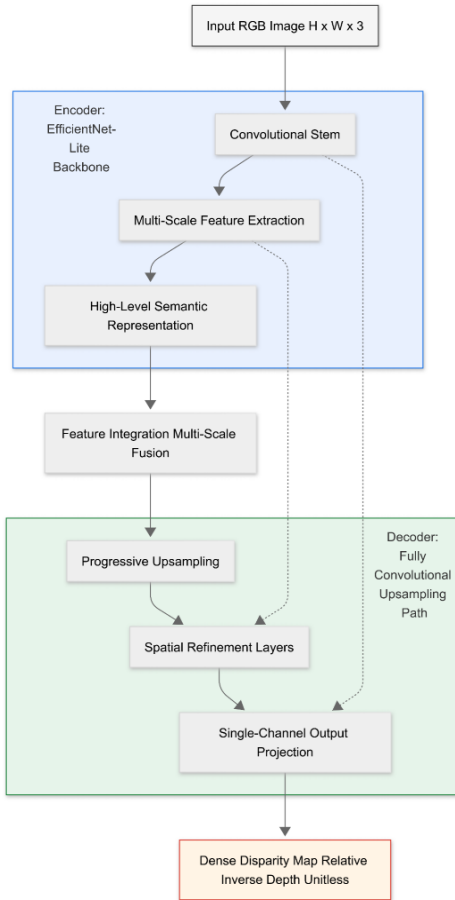 Input RGB Image H x W x 3
Encoder:
EfficientNet-
Lite
Backbone
Convolutional Stem
Multi-Scale Feature Extraction
High-Level Semantic
Representation
Feature Integration Multi-Scale
Fusion
Decoder:
Fully
Convolutional
Upsampling
Path
Progressive Upsampling
Spatial Refinement Layers
Single-Channel Output
Projection
Dense Disparity Map Relative
Inverse Depth Unitless